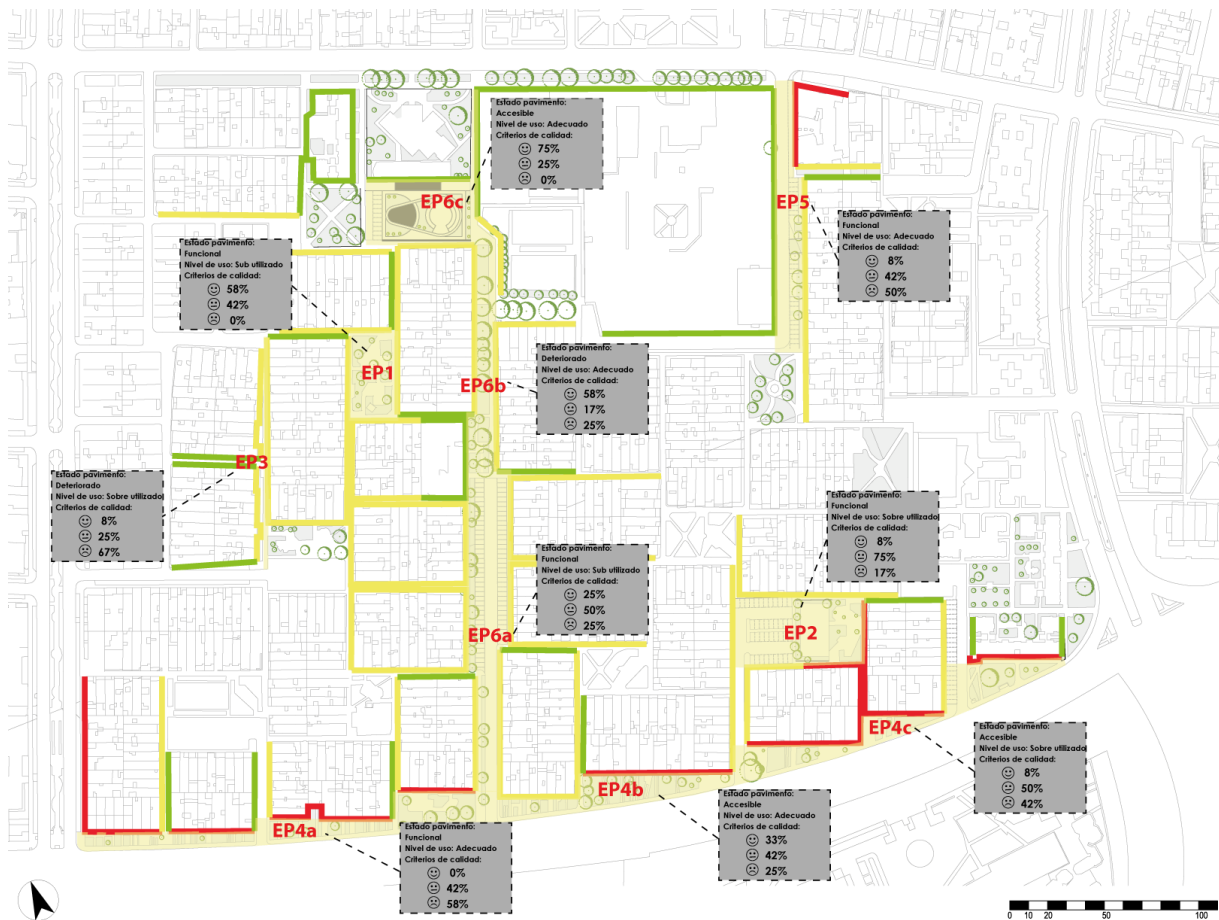 Estado pavimento:
Accesible
Nivel de uso: Adecuado
Criterios de calidad:
75%
25%
0%
EP6c
EP5
Estado pavimento:
Funcional
Nivel de uso: Adecuado
Criterios de calidad:
8%
42%
50%
Estado pavimento:
Funcional
Nivel de uso: Sub utilizado
Criterios de calidad:
58%
42%
0%
EP1
Estado pavimento:
Deteriorado
Nivel de uso: Adecuado
Criterios de calidad:
58%
17%
25%
EP6b
EP3
Estado pavimento:
Deteriorado
Nivel de uso: Sobre utilizado
Criterios de calidad:
8%
25%
67%
Estado pavimento:
Funcional
Nivel de uso: Sobre utilizado
Criterios de calidad:
8%
75%
17%
EP2
Estado pavimento:
Funcional
Nivel de uso: Sub utilizado
Criterios de calidad:
25%
50%
25%
EP6a
EP4c
Estado pavimento:
Accesible
Nivel de uso: Sobre utilizado
Criterios de calidad:
8%
50%
42%
EP4b
Estado pavimento:
Accesible
Nivel de uso: Adecuado
Criterios de calidad:
33%
42%
25%
EP4a
Estado pavimento:
Funcional
Nivel de uso: Adecuado
Criterios de calidad:
0%
42%
58%
0 10 20 50 100